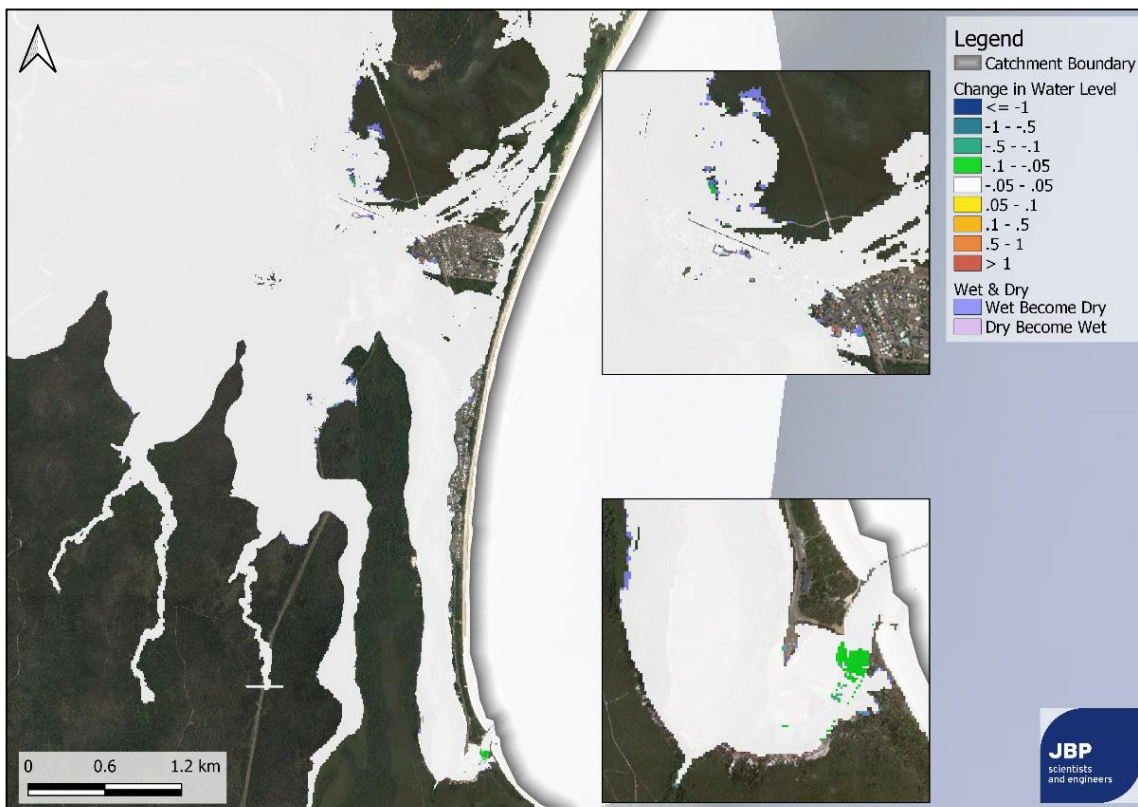 Legend
Catchment Boundary
Change in Water Level
<= -1
-1 - -.5
-.5 - -.1
-.1 - -.05
-.05 - .05
.05 - .1
.1 - .5
.5 - 1
> 1
Wet & Dry
Wet Become Dry
Dry Become Wet
0 0.6 1.2 km
JBP
scientists
and engineers